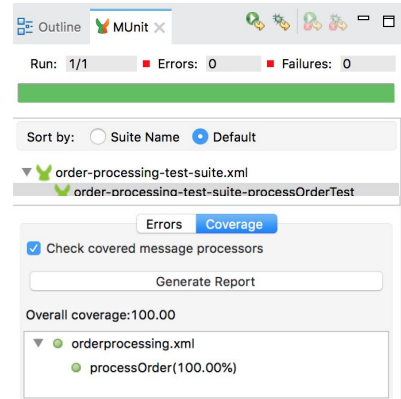 Outline MUnit
Run: 1/1 Errors: 0 Failures: 0
Sort by: Suite Name Default
order-processing-test-suite.xml
order-processing-test-suite-processOrderTest
Errors Coverage
Check covered message processors
Generate Report
Overall coverage:100.00
orderprocessing.xml
processOrder(100.00%)